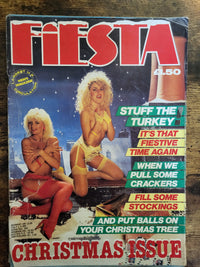 FiESTA
£1.50
STUFF THE
TURKEY
IT'S THAT
FIESTIVE
TIME AGAIN
WHEN WE
PULL SOME
CRACKERS
FILL SOME
STOCKINGS
AND PUT BALLS ON
YOUR CHRISTMAS TREE
CHRISTMAS ISSUE